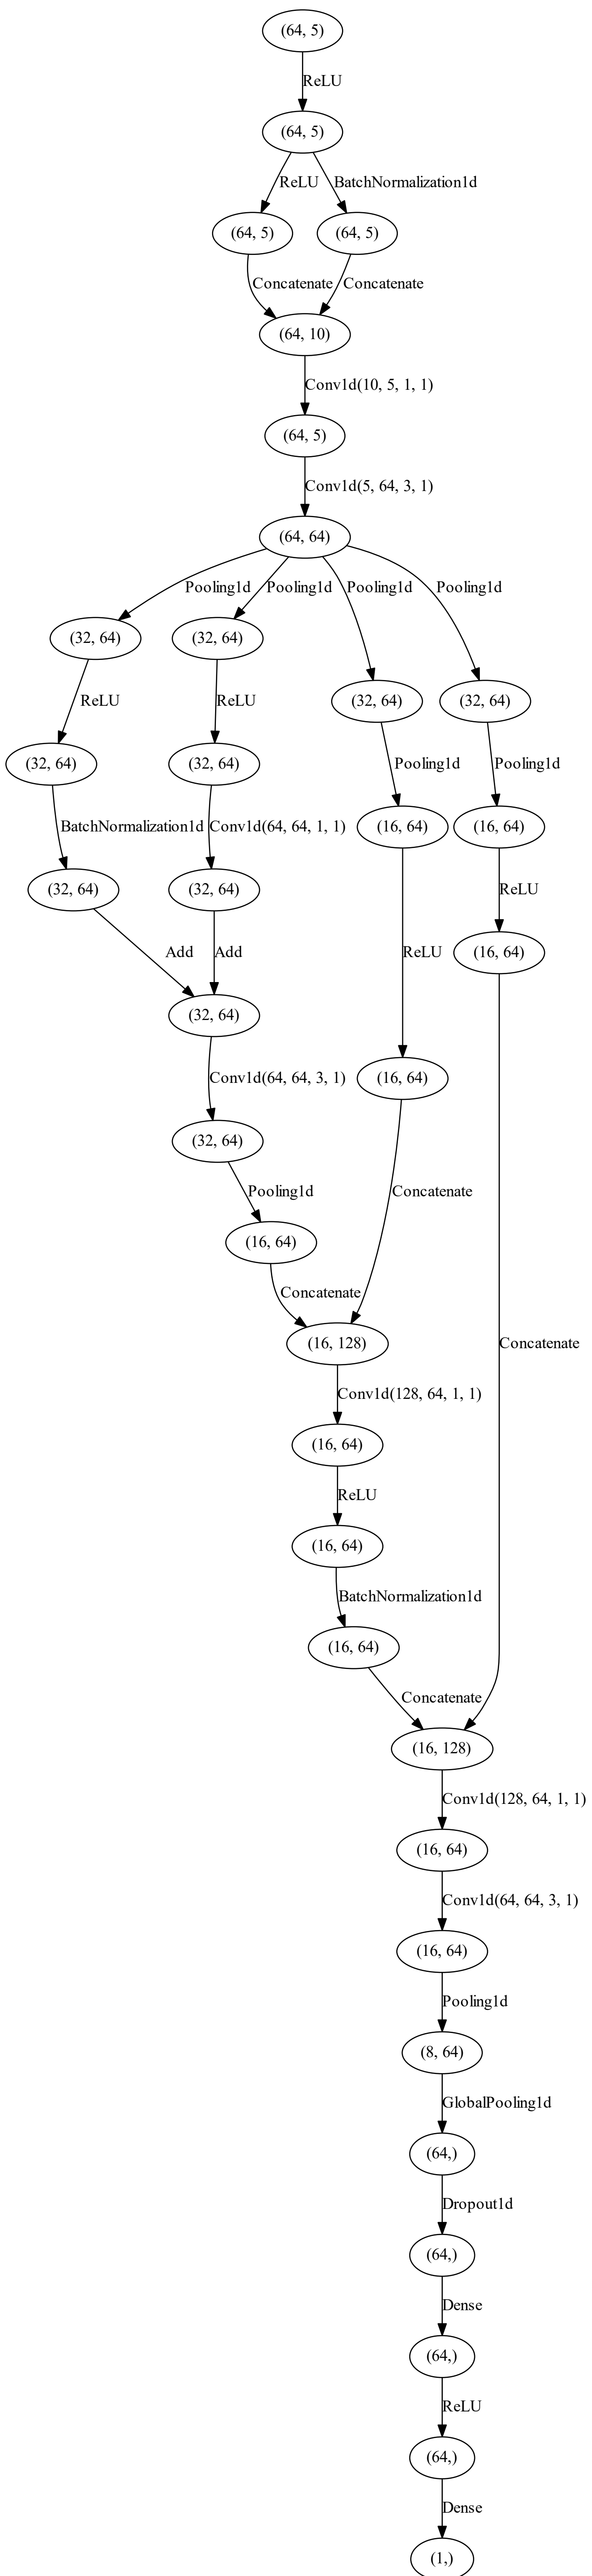 (64, 5)
ReLU
(64, 5)
ReLU BatchNormalization1d
(64, 5) (64, 5)
Concatenate Concatenate
(64, 10)
Conv1d(10, 5, 1, 1)
(64, 5)
Conv1d(5, 64, 3, 1)
(64, 64)
Pooling1d Pooling1d Pooling1d Pooling1d
(32, 64) (32, 64)
(32, 64) (32, 64)
ReLU ReLU
(32, 64) (32, 64) Pooling1d Pooling1d
BatchNormalization1d Conv1d(64, 64, 1, 1) (16, 64) (16, 64)
(32, 64) (32, 64) ReLU
Add Add ReLU (16, 64)
(32, 64)
Conv1d(64, 64, 3, 1) (16, 64)
(32, 64)
Pooling1d Concatenate
(16, 64)
Concatenate
(16, 128) Concatenate
Conv1d(128, 64, 1, 1)
(16, 64)
ReLU
(16, 64)
BatchNormalization1d
(16, 64)
Concatenate
(16, 128)
Conv1d(128, 64, 1, 1)
(16, 64)
Conv1d(64, 64, 3, 1)
(16, 64)
Pooling1d
(8, 64)
GlobalPooling1d
(64,)
Dropout1d
(64,)
Dense
(64,)
ReLU
(64,)
Dense
(1,)